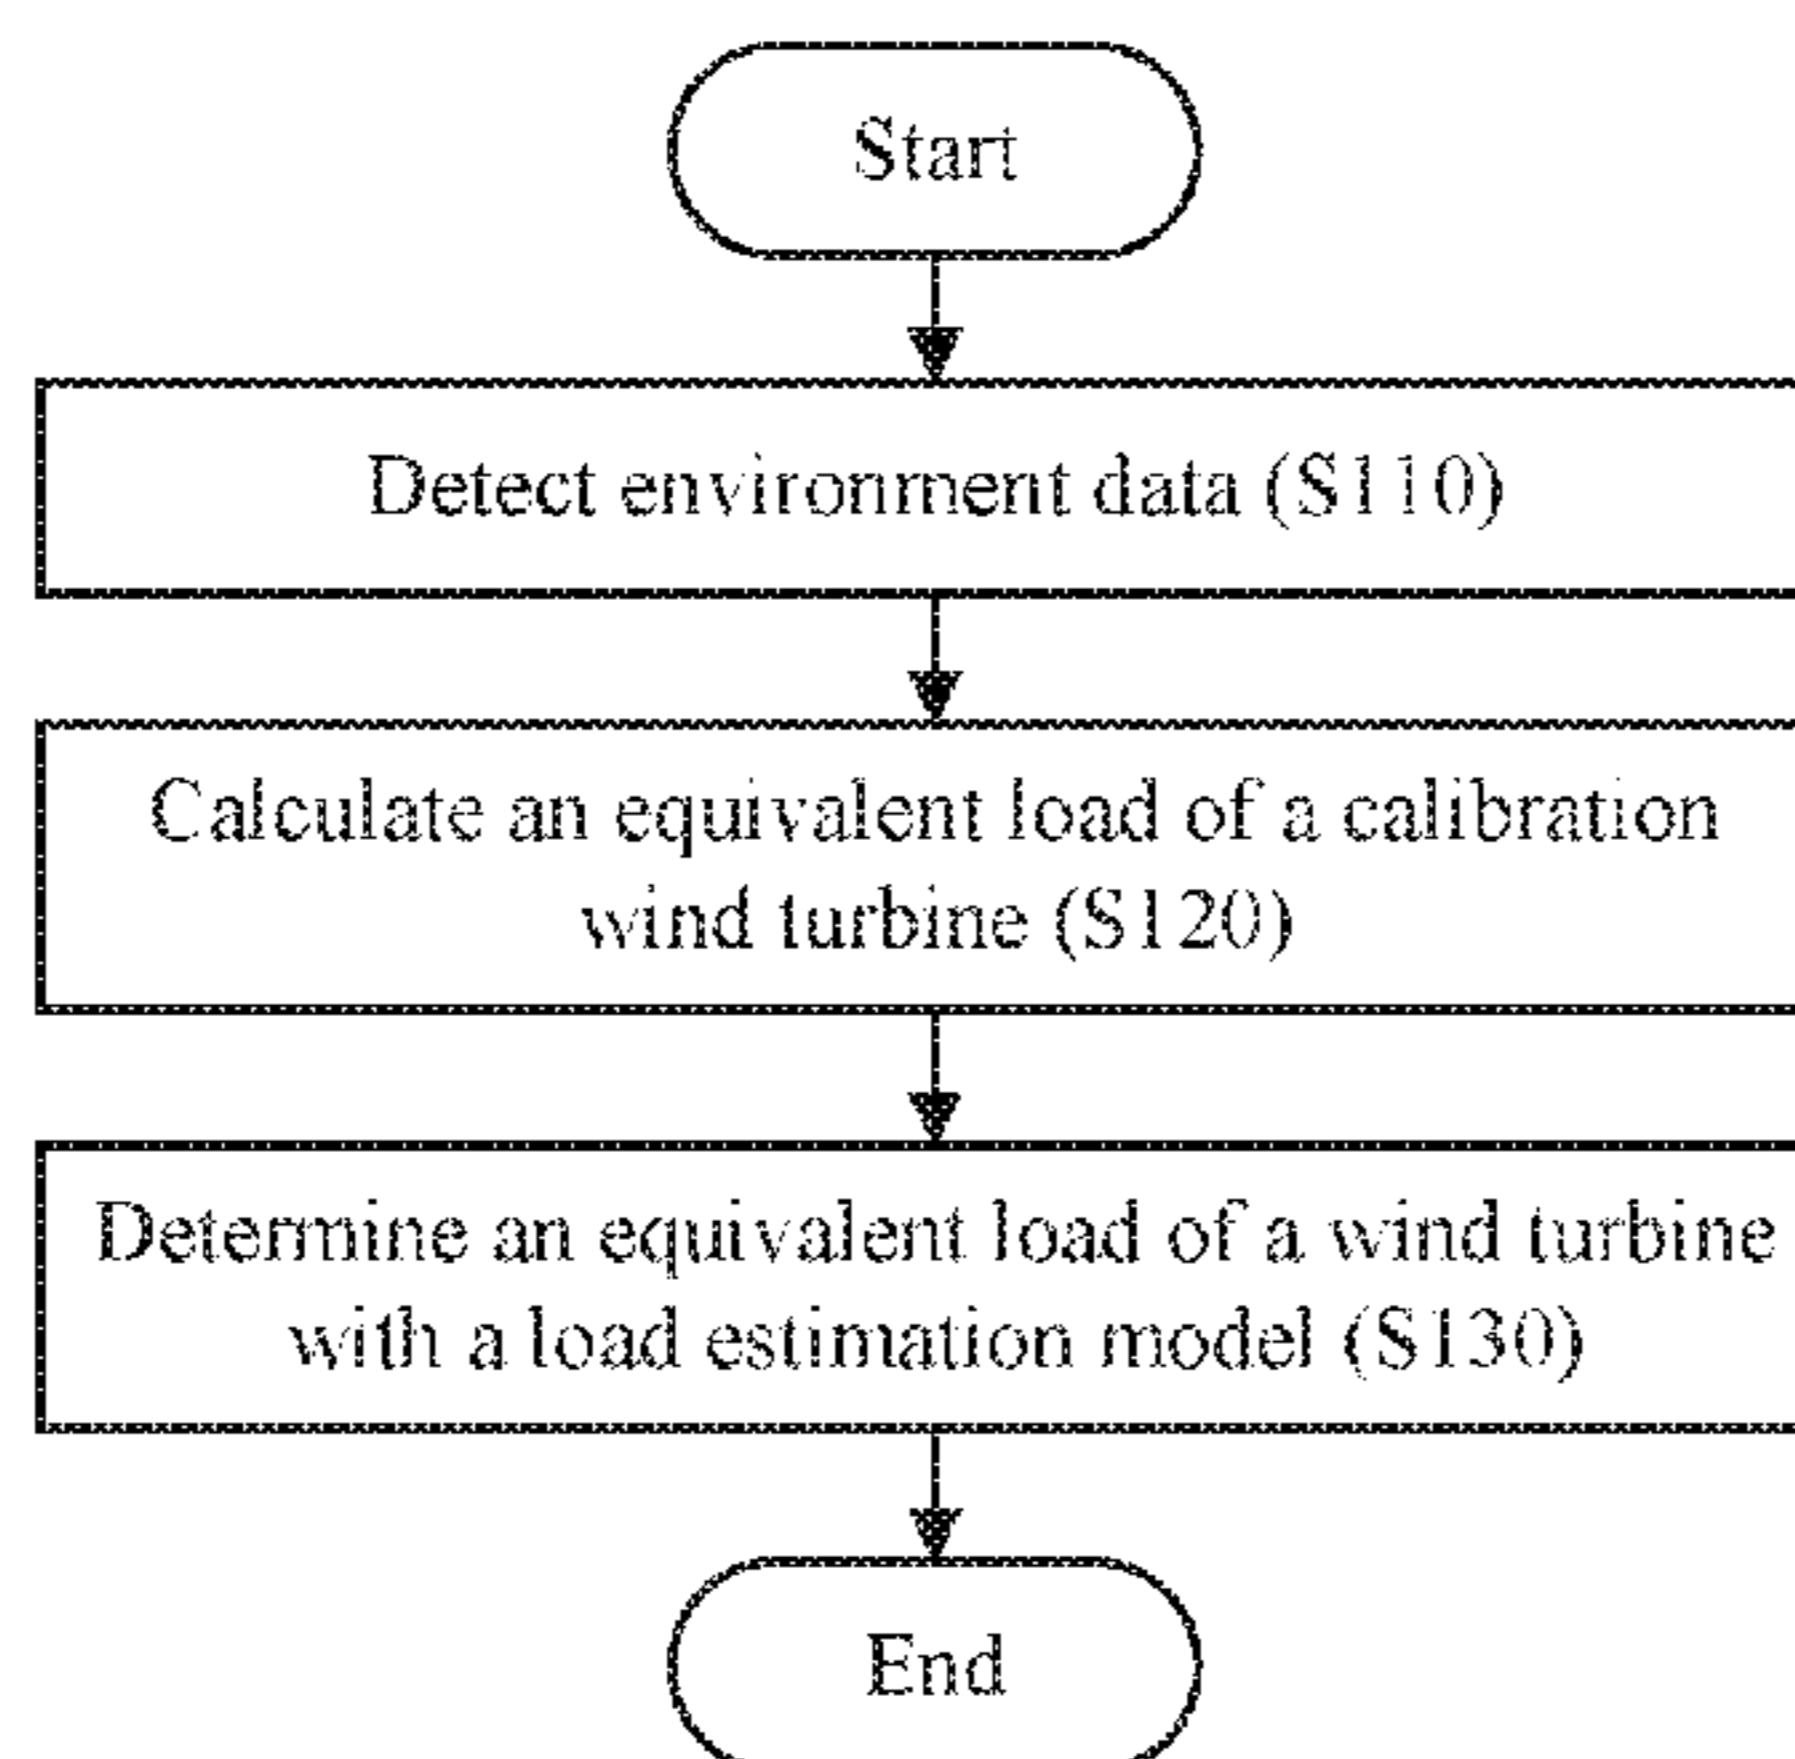 Start
Detect environment data (S110)
Calculate an equivalent load of a calibration
wind turbine (S120)
Determine an equivalent load of a wind turbine
with a load estimation model (S130)
End